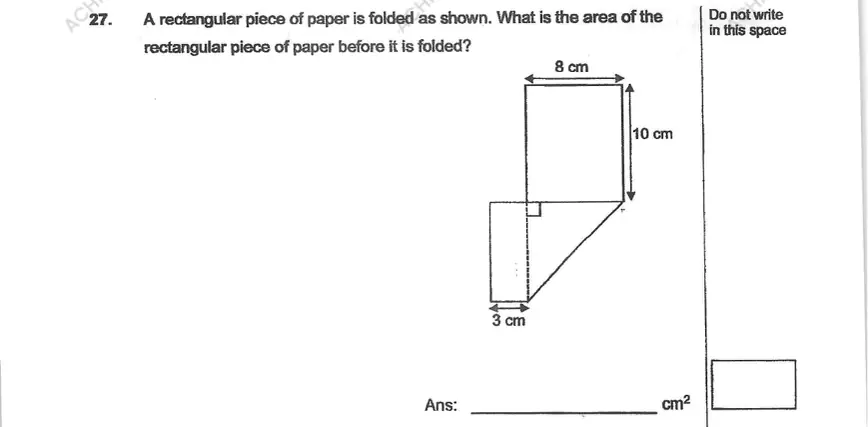 27. A rectangular piece of paper is folded as shown. What is the area of the
rectangular piece of paper before it is folded?
Do not write
in this space
8 cm
10 cm
3 cm
Ans: ____________________ cm²